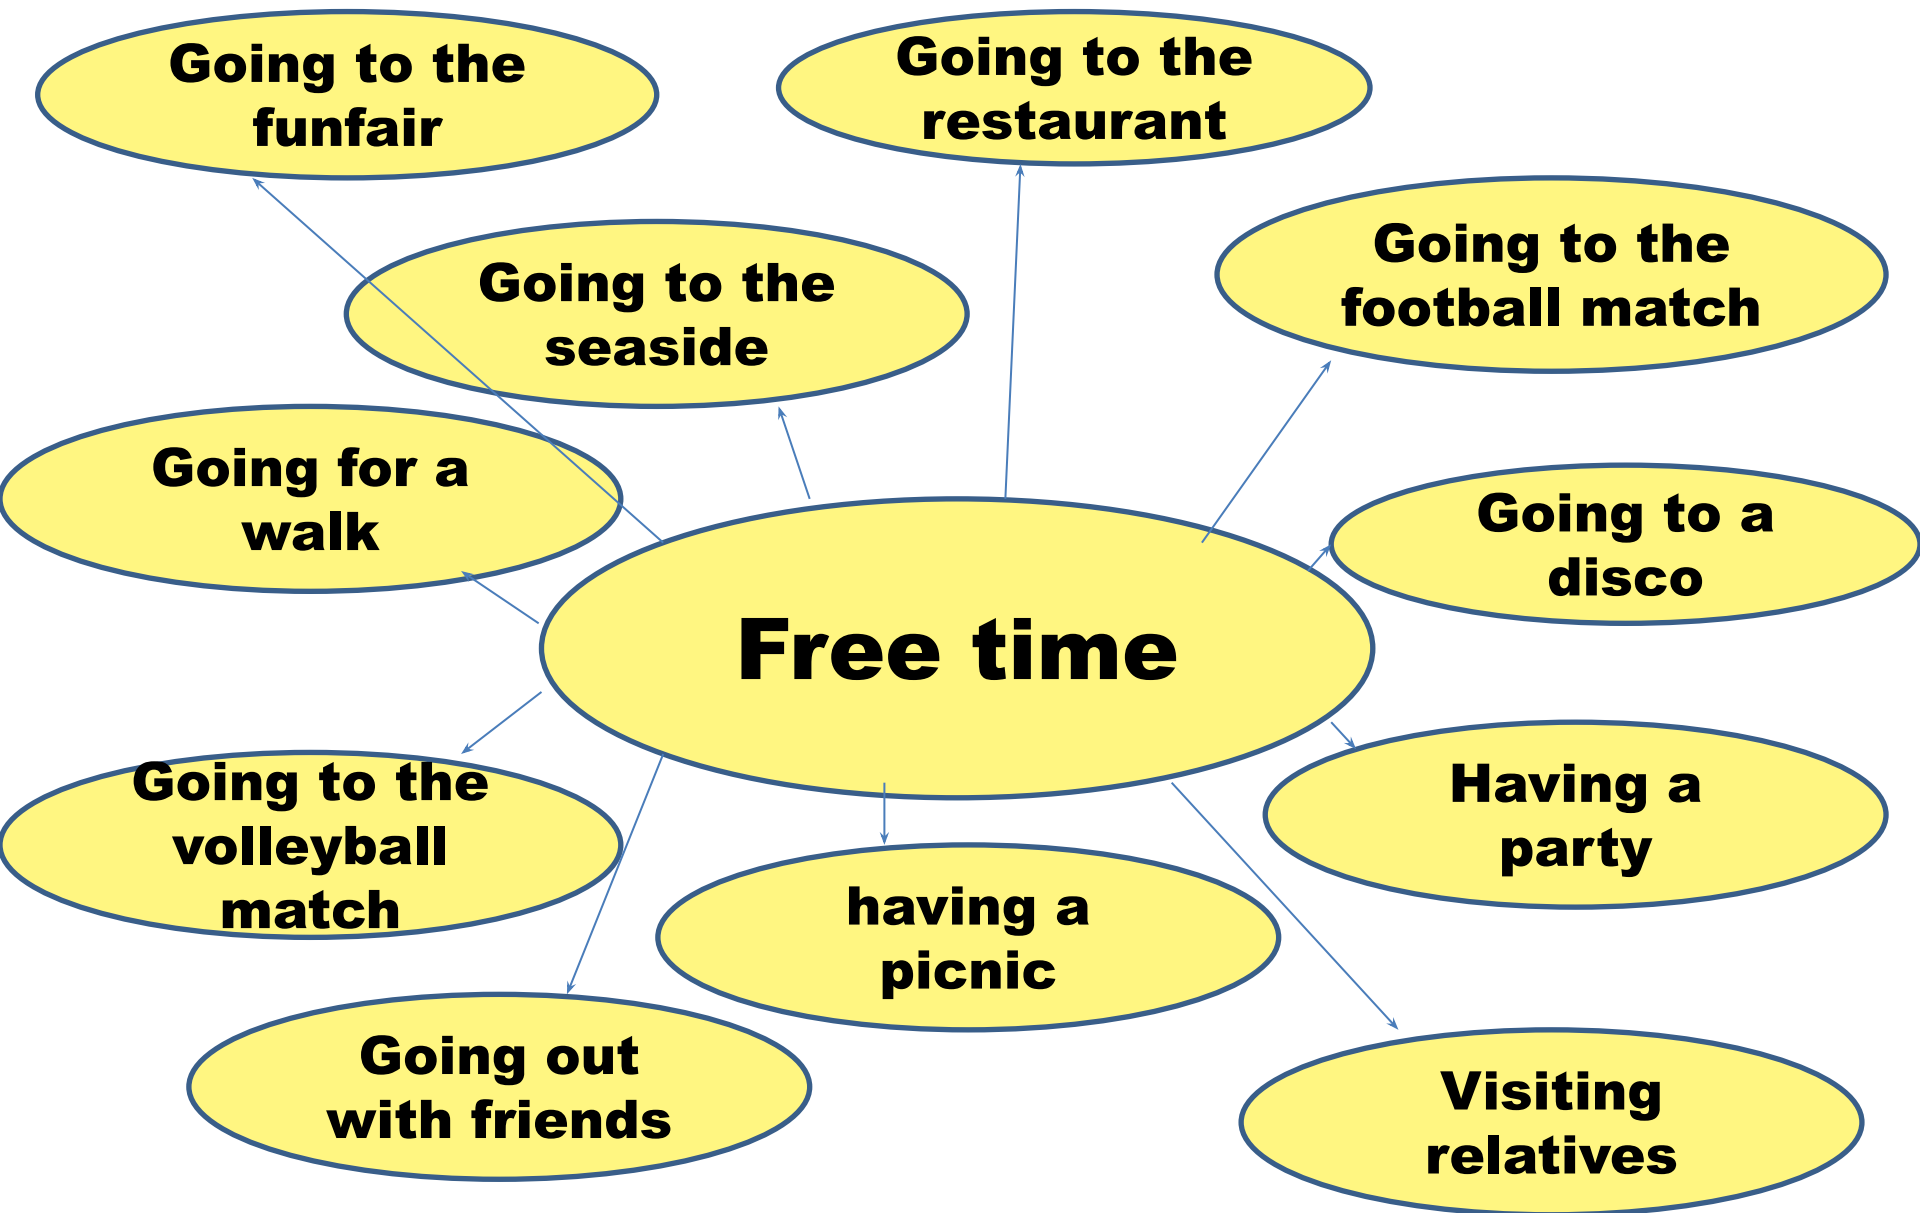 Going to the
funfair
Going to the
restaurant
Going to the
football match
Going to the
seaside
Going for a
walk
Going to a
disco
Free time
Going to the
volleyball
match
Having a
party
having a
picnic
Going out
with friends
Visiting
relatives